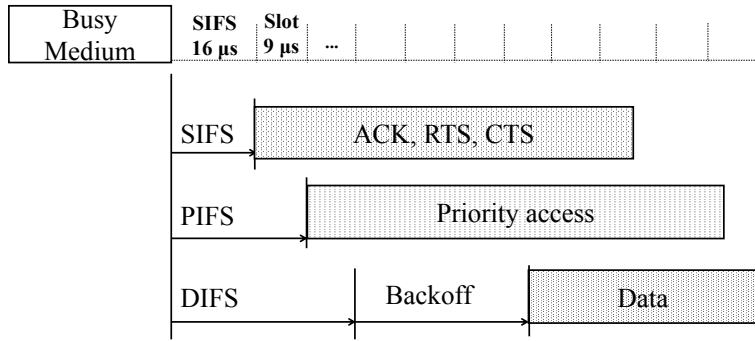 Busy
Medium
SIFS
16 µs
Slot
9 µs
...
SIFS
ACK, RTS, CTS
PIFS
Priority access
DIFS
Backoff
Data